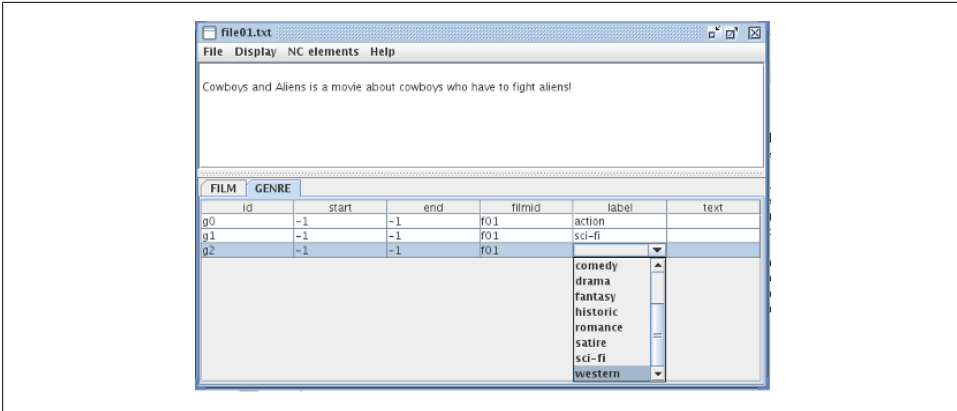 file01.txt
File Display NC elements Help
Cowboys and Aliens is a movie about cowboys who have to fight aliens!
FILM GENRE
id start end filmid label text
g0 -1 -1 f01 action
g1 -1 -1 f01 sci-fi
g2 -1 -1 f01
comedy
drama
fantasy
historic
romance
satire
sci-fi
western